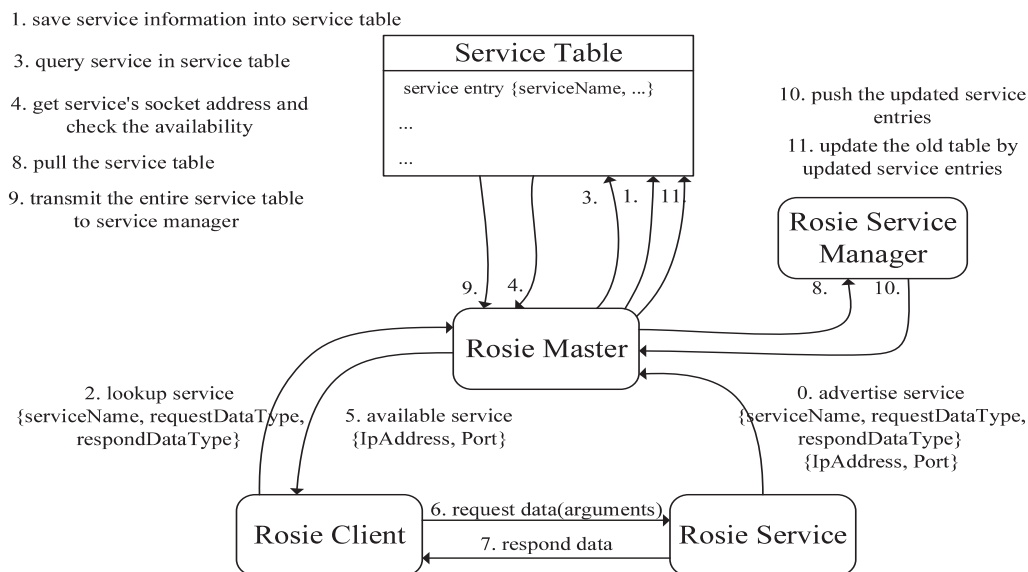 1. save service information into service table
3. query service in service table
4. get service's socket address and
check the availability
8. pull the service table
9. transmit the entire service table
to service manager
Service Table
service entry {serviceName, ...}
...
...
10. push the updated service
entries
11. update the old table by
updated service entries
3.
1.
11.
Rosie Service
Manager
9.
4.
8.
10.
Rosie Master
2. lookup service
{serviceName, requestDataType,
respondDataType}
5. available service
{IpAddress, Port}
0. advertise service
{serviceName, requestDataType,
respondDataType}
{IpAddress, Port}
Rosie Client
6. request data(arguments)
7. respond data
Rosie Service